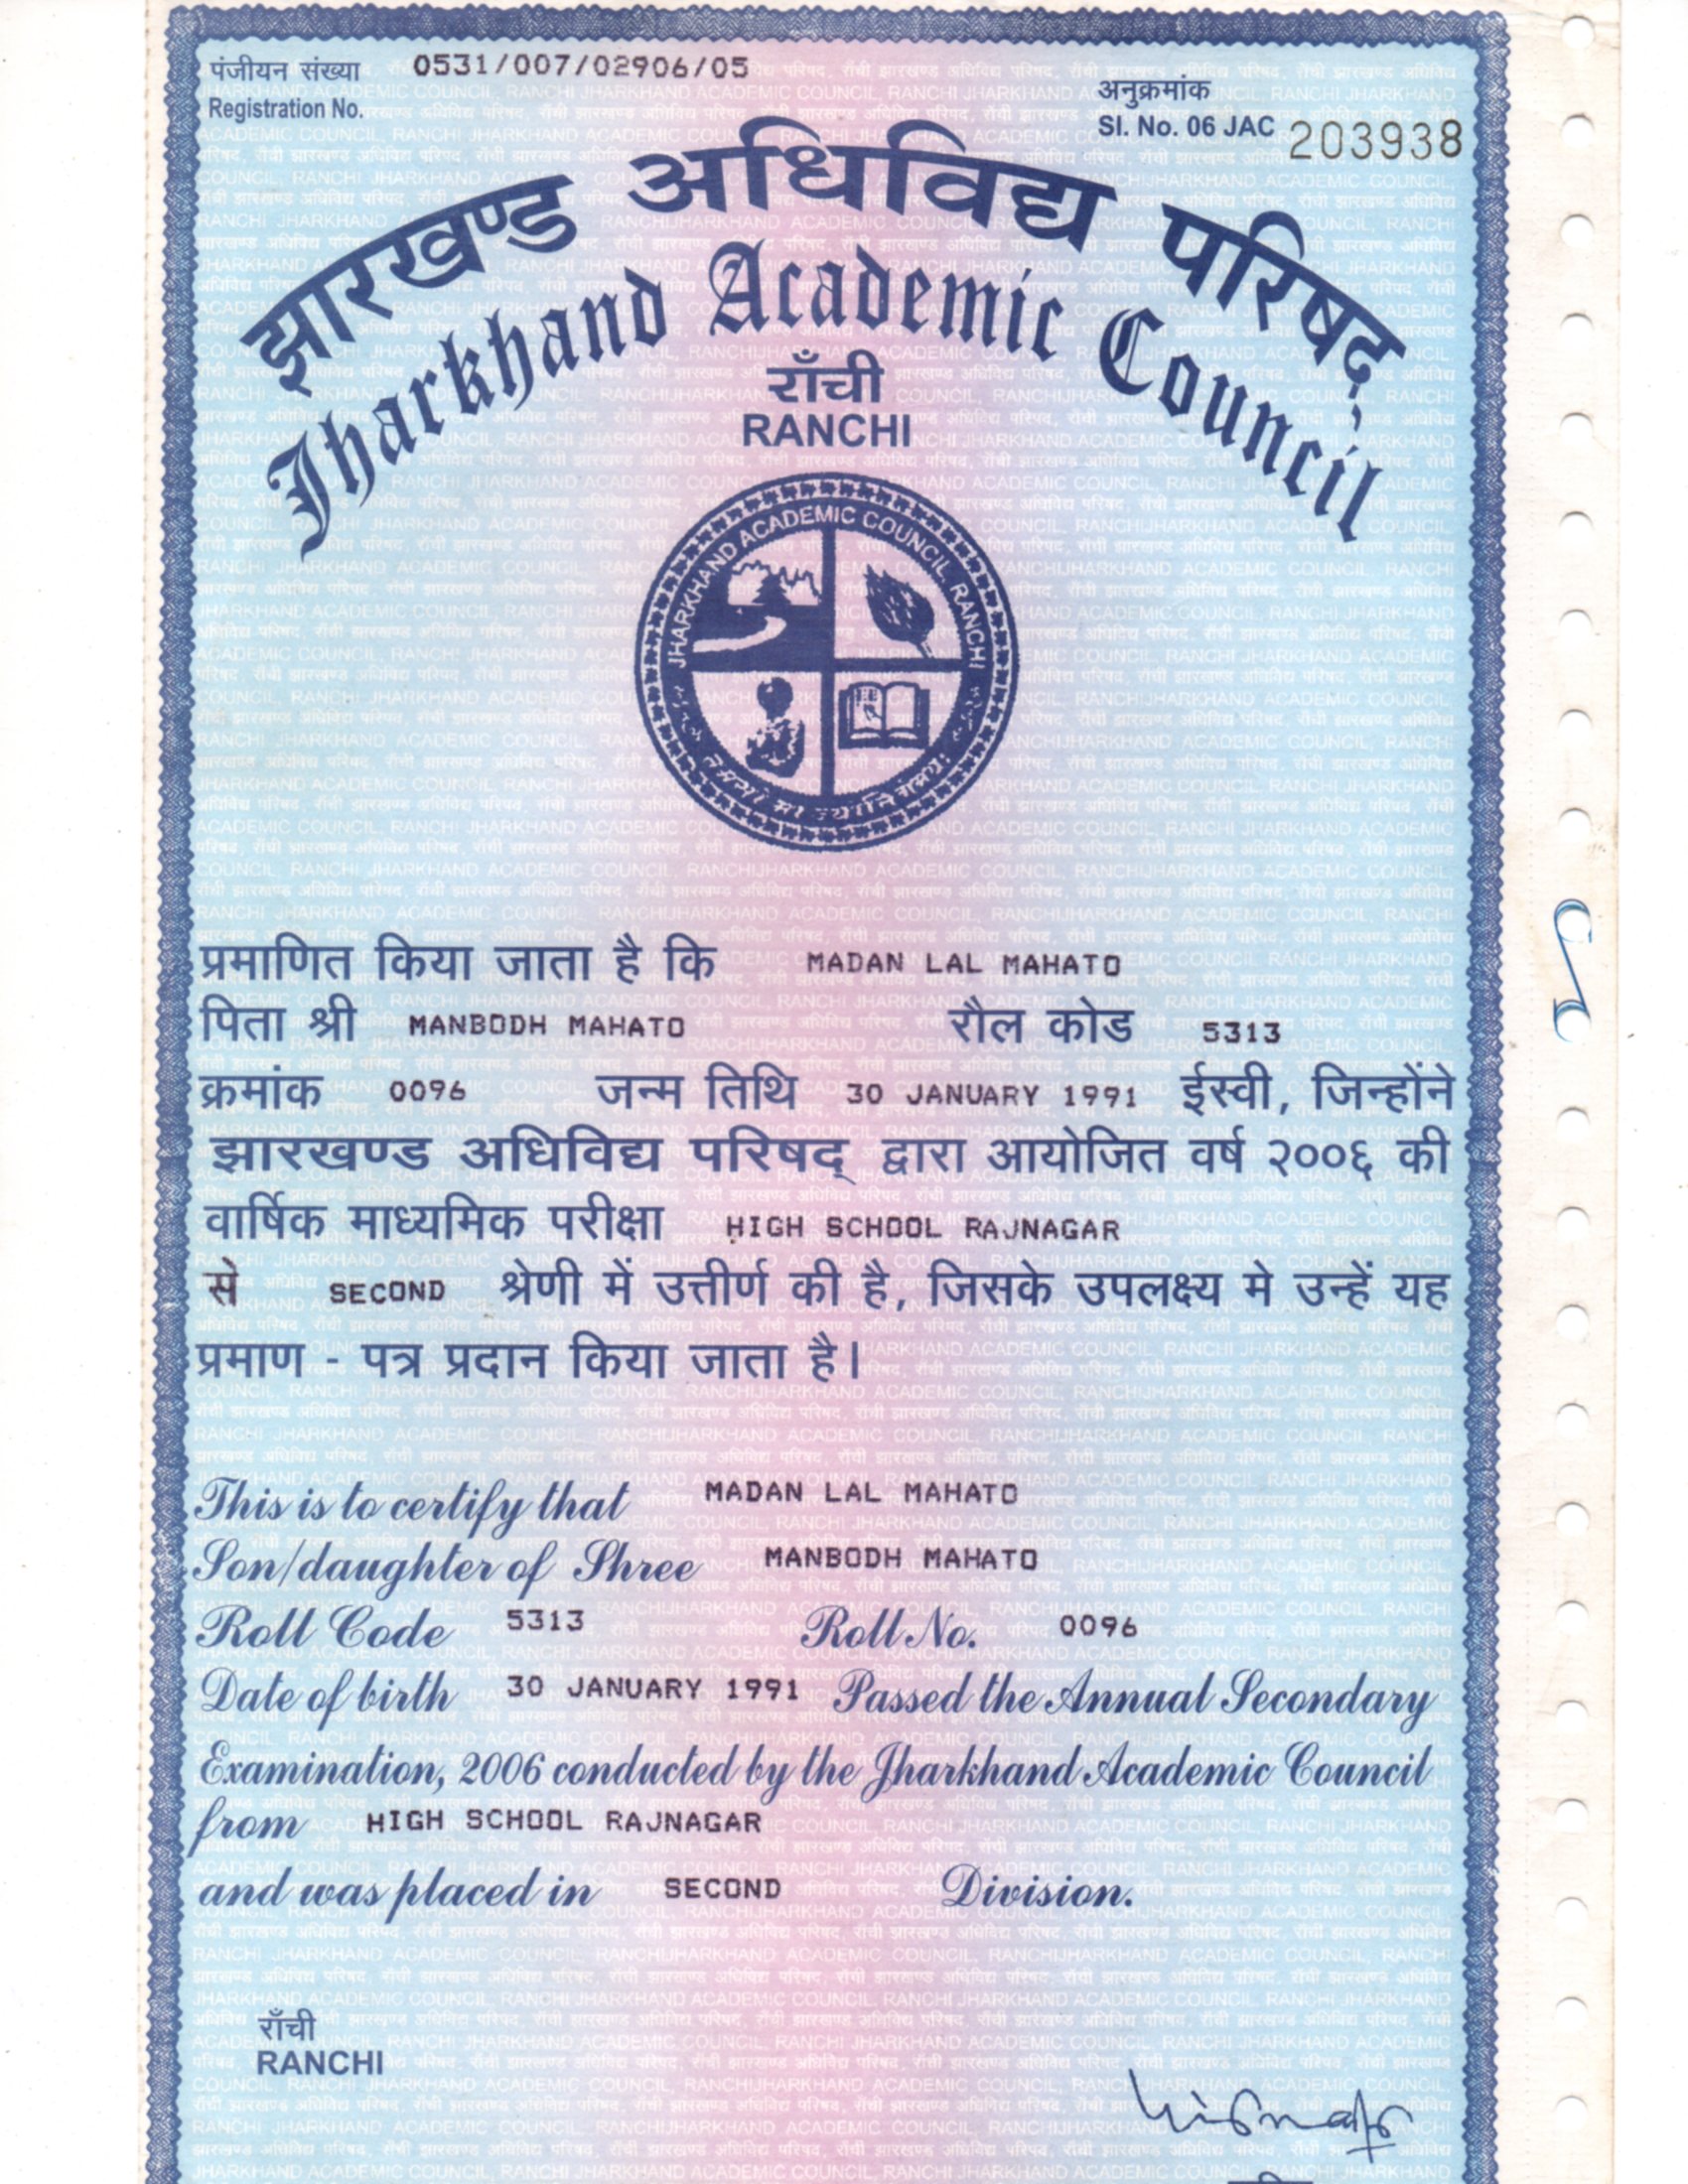 पंजीयन संख्या 0531/007/02906/05
Registration No.
अनुक्रमांक
Sl. No. 06 JAC 203938
झारखण्ड अधिविद्य परिषद्
Jharkhand Academic Council
राँची
RANCHI
JHARKHAND ACADEMIC COUNCIL, RANCHI
प्रमाणित किया जाता है कि MADAN LAL MAHATO
पिता श्री MANBODH MAHATO रौल कोड 5313
क्रमांक 0096 जन्म तिथि 30 JANUARY 1991 ईस्वी, जिन्होंने
झारखण्ड अधिविद्य परिषद् द्वारा आयोजित वर्ष २००६ की
वार्षिक माध्यमिक परीक्षा HIGH SCHOOL RAJNAGAR
से SECOND श्रेणी में उत्तीर्ण की है, जिसके उपलक्ष्य मे उन्हें यह
प्रमाण - पत्र प्रदान किया जाता है।
This is to certify that MADAN LAL MAHATO
Son/daughter of Shree MANBODH MAHATO
Roll Code 5313 Roll No. 0096
Date of birth 30 JANUARY 1991 Passed the Annual Secondary
Examination, 2006 conducted by the Jharkhand Academic Council
from HIGH SCHOOL RAJNAGAR
and was placed in SECOND Division.
राँची
RANCHI